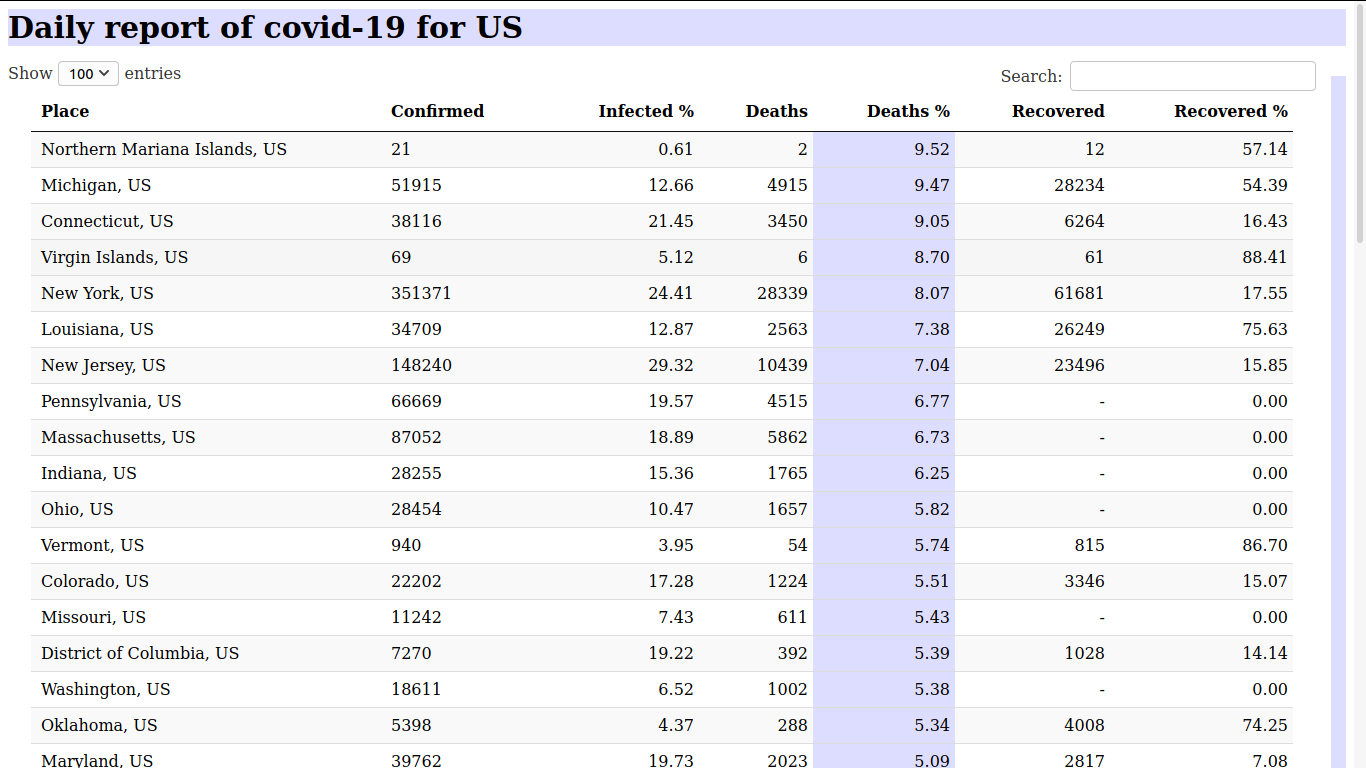 Daily report of covid-19 for US
Show 100 entries
Search:
Place Confirmed Infected % Deaths Deaths % Recovered Recovered %
Northern Mariana Islands, US 21 0.61 2 9.52 12 57.14
Michigan, US 51915 12.66 4915 9.47 28234 54.39
Connecticut, US 38116 21.45 3450 9.05 6264 16.43
Virgin Islands, US 69 5.12 6 8.70 61 88.41
New York, US 351371 24.41 28339 8.07 61681 17.55
Louisiana, US 34709 12.87 2563 7.38 26249 75.63
New Jersey, US 148240 29.32 10439 7.04 23496 15.85
Pennsylvania, US 66669 19.57 4515 6.77 - 0.00
Massachusetts, US 87052 18.89 5862 6.73 - 0.00
Indiana, US 28255 15.36 1765 6.25 - 0.00
Ohio, US 28454 10.47 1657 5.82 - 0.00
Vermont, US 940 3.95 54 5.74 815 86.70
Colorado, US 22202 17.28 1224 5.51 3346 15.07
Missouri, US 11242 7.43 611 5.43 - 0.00
District of Columbia, US 7270 19.22 392 5.39 1028 14.14
Washington, US 18611 6.52 1002 5.38 - 0.00
Oklahoma, US 5398 4.37 288 5.34 4008 74.25
Maryland, US 39762 19.73 2023 5.09 2817 7.08